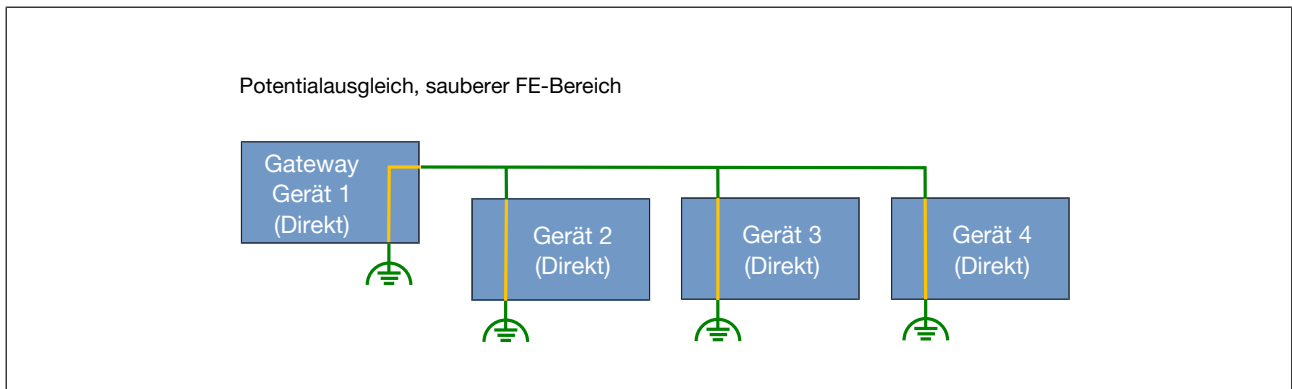 Potentialausgleich, sauberer FE-Bereich
Gateway
Gerät 1
(Direkt)
Gerät 2
(Direkt)
Gerät 3
(Direkt)
Gerät 4
(Direkt)